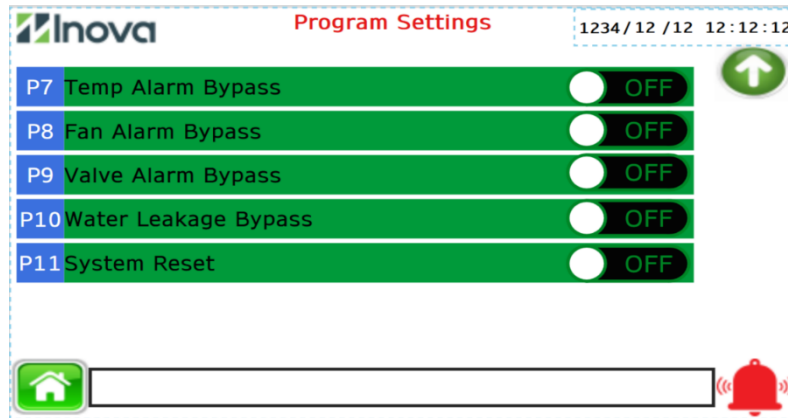 Inova
Program Settings
1234/12/12 12:12:12
P7 Temp Alarm Bypass OFF
P8 Fan Alarm Bypass OFF
P9 Valve Alarm Bypass OFF
P10 Water Leakage Bypass OFF
P11 System Reset OFF